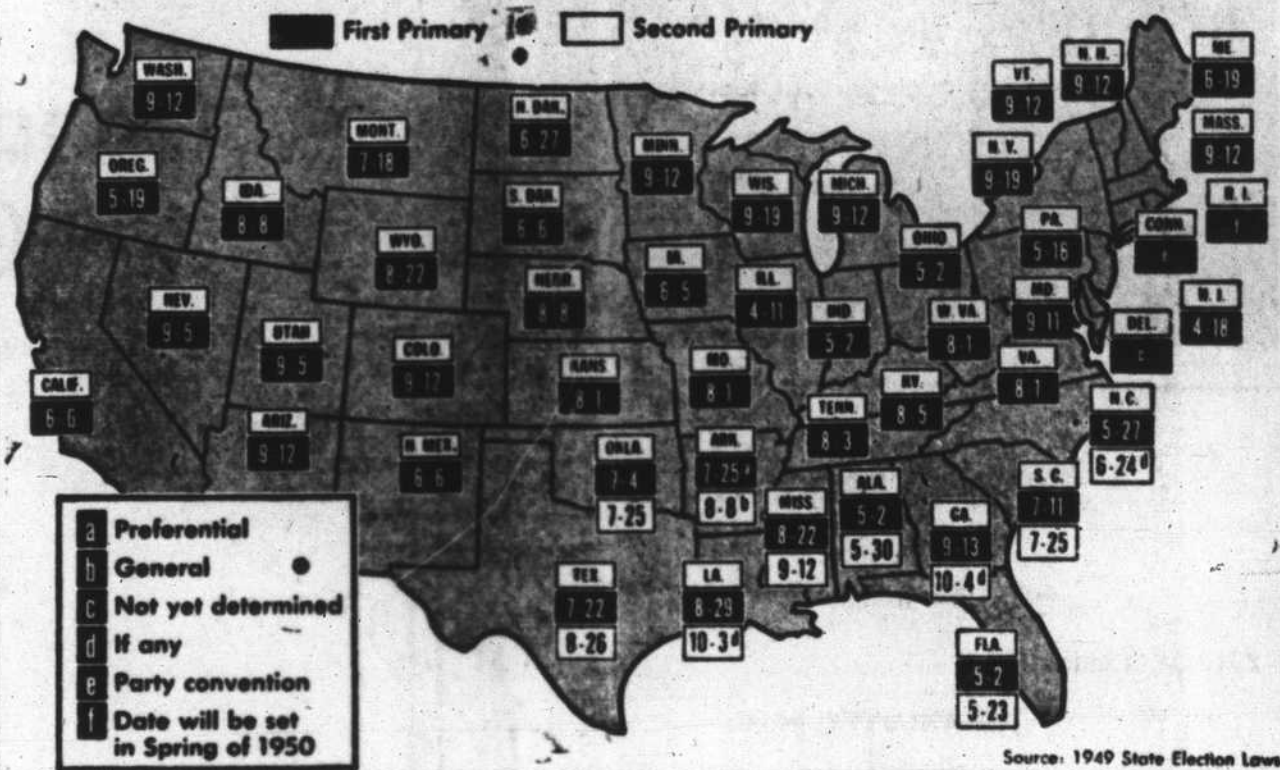 First Primary
Second Primary
WASH.
9-12
OREG.
5-19
CALIF.
6-6
IDA.
8-8
NEV.
9-5
MONT.
7-18
WYO.
8-22
UTAH
9-5
COLO.
9-12
ARIZ.
9-12
N. MEX.
6-6
N. DAK.
6-27
S. DAK.
6-6
NEBR.
8-8
KANS.
8-1
OKLA.
7-4
7-25
TEX.
7-22
8-26
MINN.
9-12
IA.
6-5
MO.
8-1
ARK.
7-25 a
8-8 b
LA.
8-29
10-3 d
WIS.
9-19
ILL.
4-11
MICH.
9-12
IND.
5-2
OHIO
5-2
KY.
8-5
TENN.
8-3
MISS.
8-22
9-12
ALA.
5-2
5-30
GA.
9-13
10-4 d
FLA.
5-2
5-23
S. C.
7-11
7-25
N.C.
5-27
6-24 d
VA.
8-1
W. VA.
8-1
MD.
9-11
DEL.
c
PA.
5-16
N. J.
4-18
N. Y.
9-19
CONN.
e
R. I.
f
MASS.
9-12
VT.
9-12
N. H.
9-12
ME.
6-19
a Preferential
b General
c Not yet determined
d If any
e Party convention
f Date will be set
in Spring of 1950
Source: 1949 State Election Laws